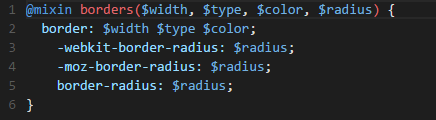 1 @mixin borders($width, $type, $color, $radius) {
2 border: $width $type $color;
3 -webkit-border-radius: $radius;
4 -moz-border-radius: $radius;
5 border-radius: $radius;
6 }